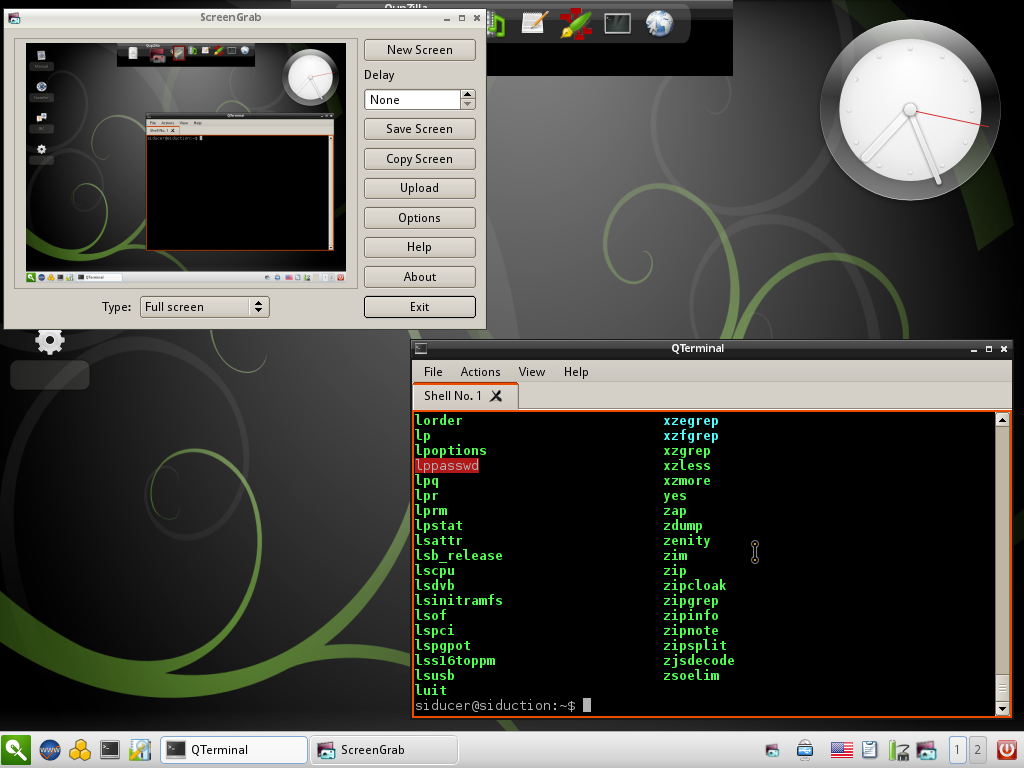 ScreenGrab
New Screen
Delay
None
Save Screen
Copy Screen
Upload
Options
Help
About
Exit
Type: Full screen
QupZilla
QTerminal
File Actions View Help
Shell No. 1
lorder xzegrep
lp xzfgrep
lpoptions xzgrep
lppasswd xzless
lpq xzmore
lpr yes
lprm zap
lpstat zdump
lsattr zenity
lsb_release zim
lscpu zip
lsdvb zipcloak
lsinitramfs zipgrep
lsof zipinfo
lspci zipnote
lspgpot zipsplit
lss16toppm zjsdecode
lsusb zsoelim
luit
siducer@siduction:~$
www QTerminal ScreenGrab 1 2